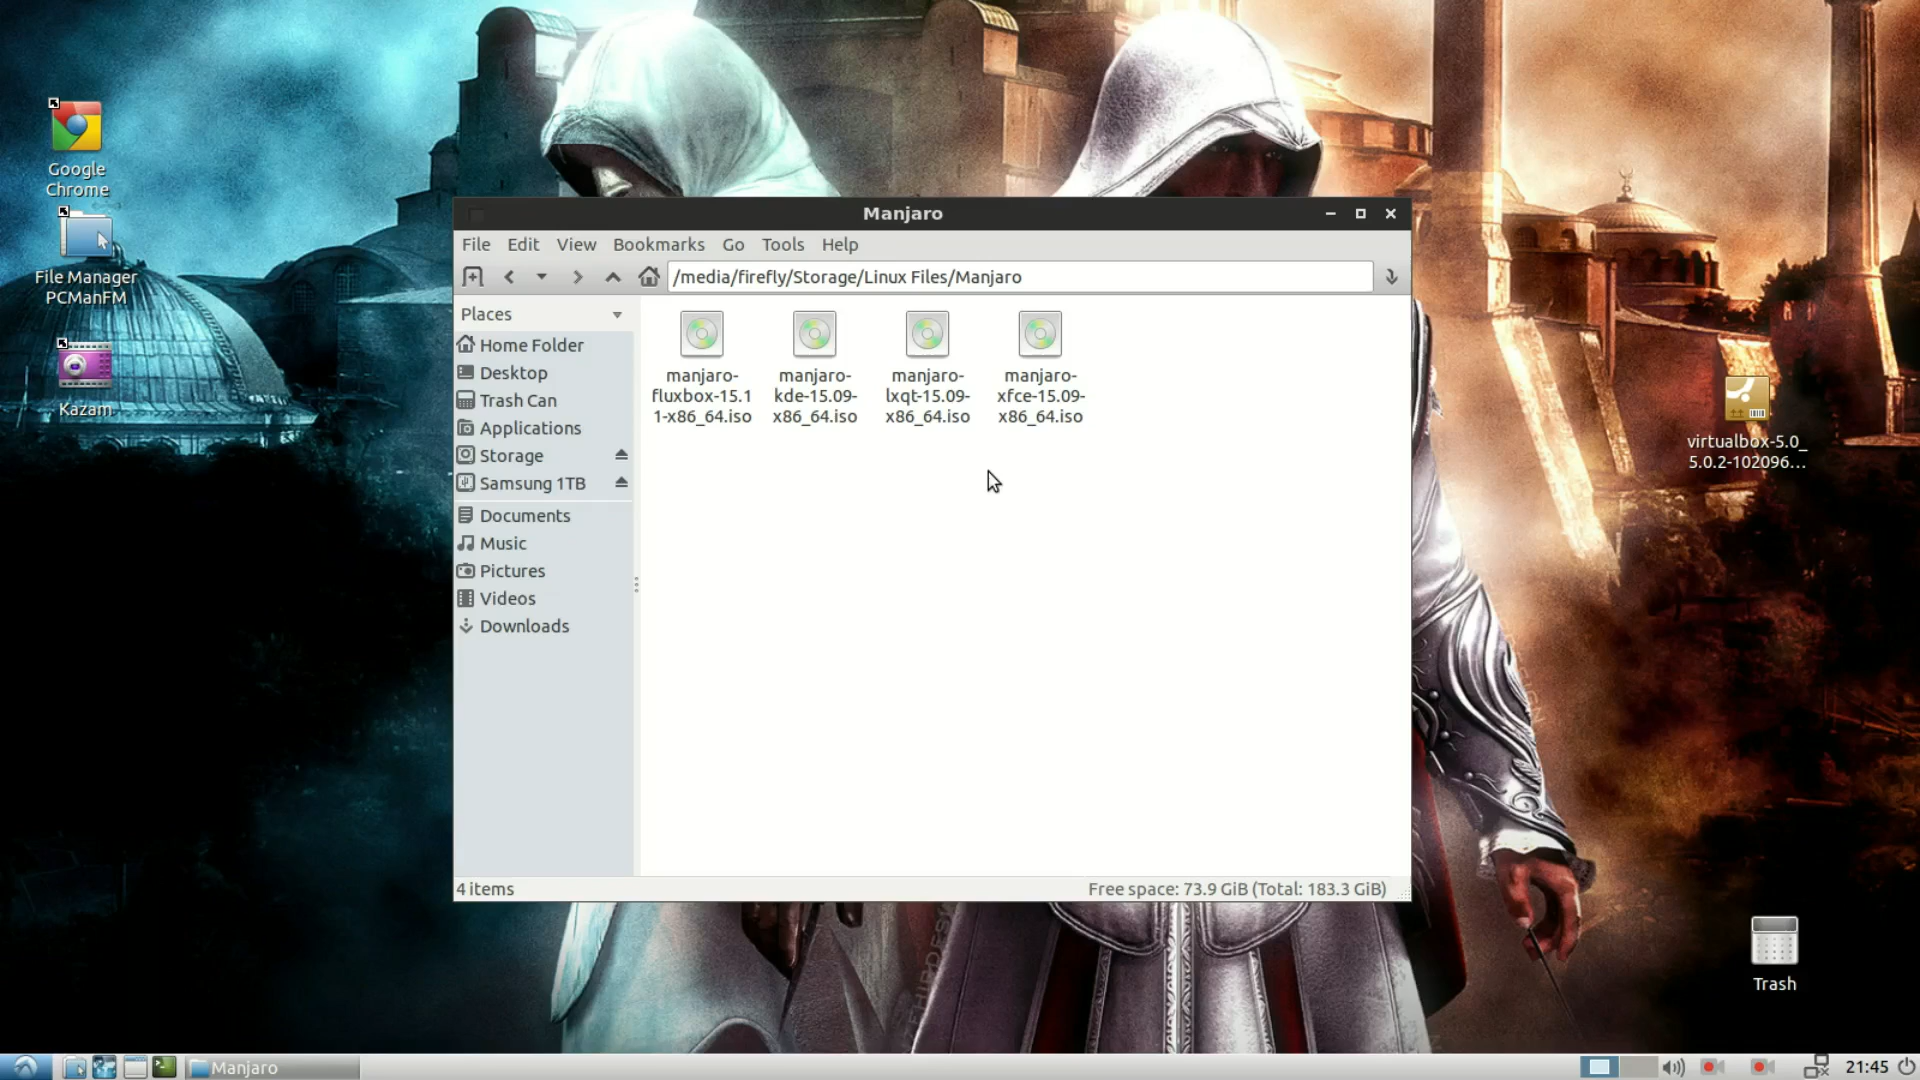 Google
Chrome
File Manager
PCManFM
Kazam
Manjaro
File Edit View Bookmarks Go Tools Help
/media/firefly/Storage/Linux Files/Manjaro
Places
Home Folder
Desktop
Trash Can
Applications
Storage
Samsung 1TB
Documents
Music
Pictures
Videos
Downloads
manjaro-
fluxbox-15.1
1-x86_64.iso
manjaro-
kde-15.09-
x86_64.iso
manjaro-
lxqt-15.09-
x86_64.iso
manjaro-
xfce-15.09-
x86_64.iso
4 items
Free space: 73.9 GiB (Total: 183.3 GiB)
virtualbox-5.0_
5.0.2-102096...
Trash
Manjaro
21:45